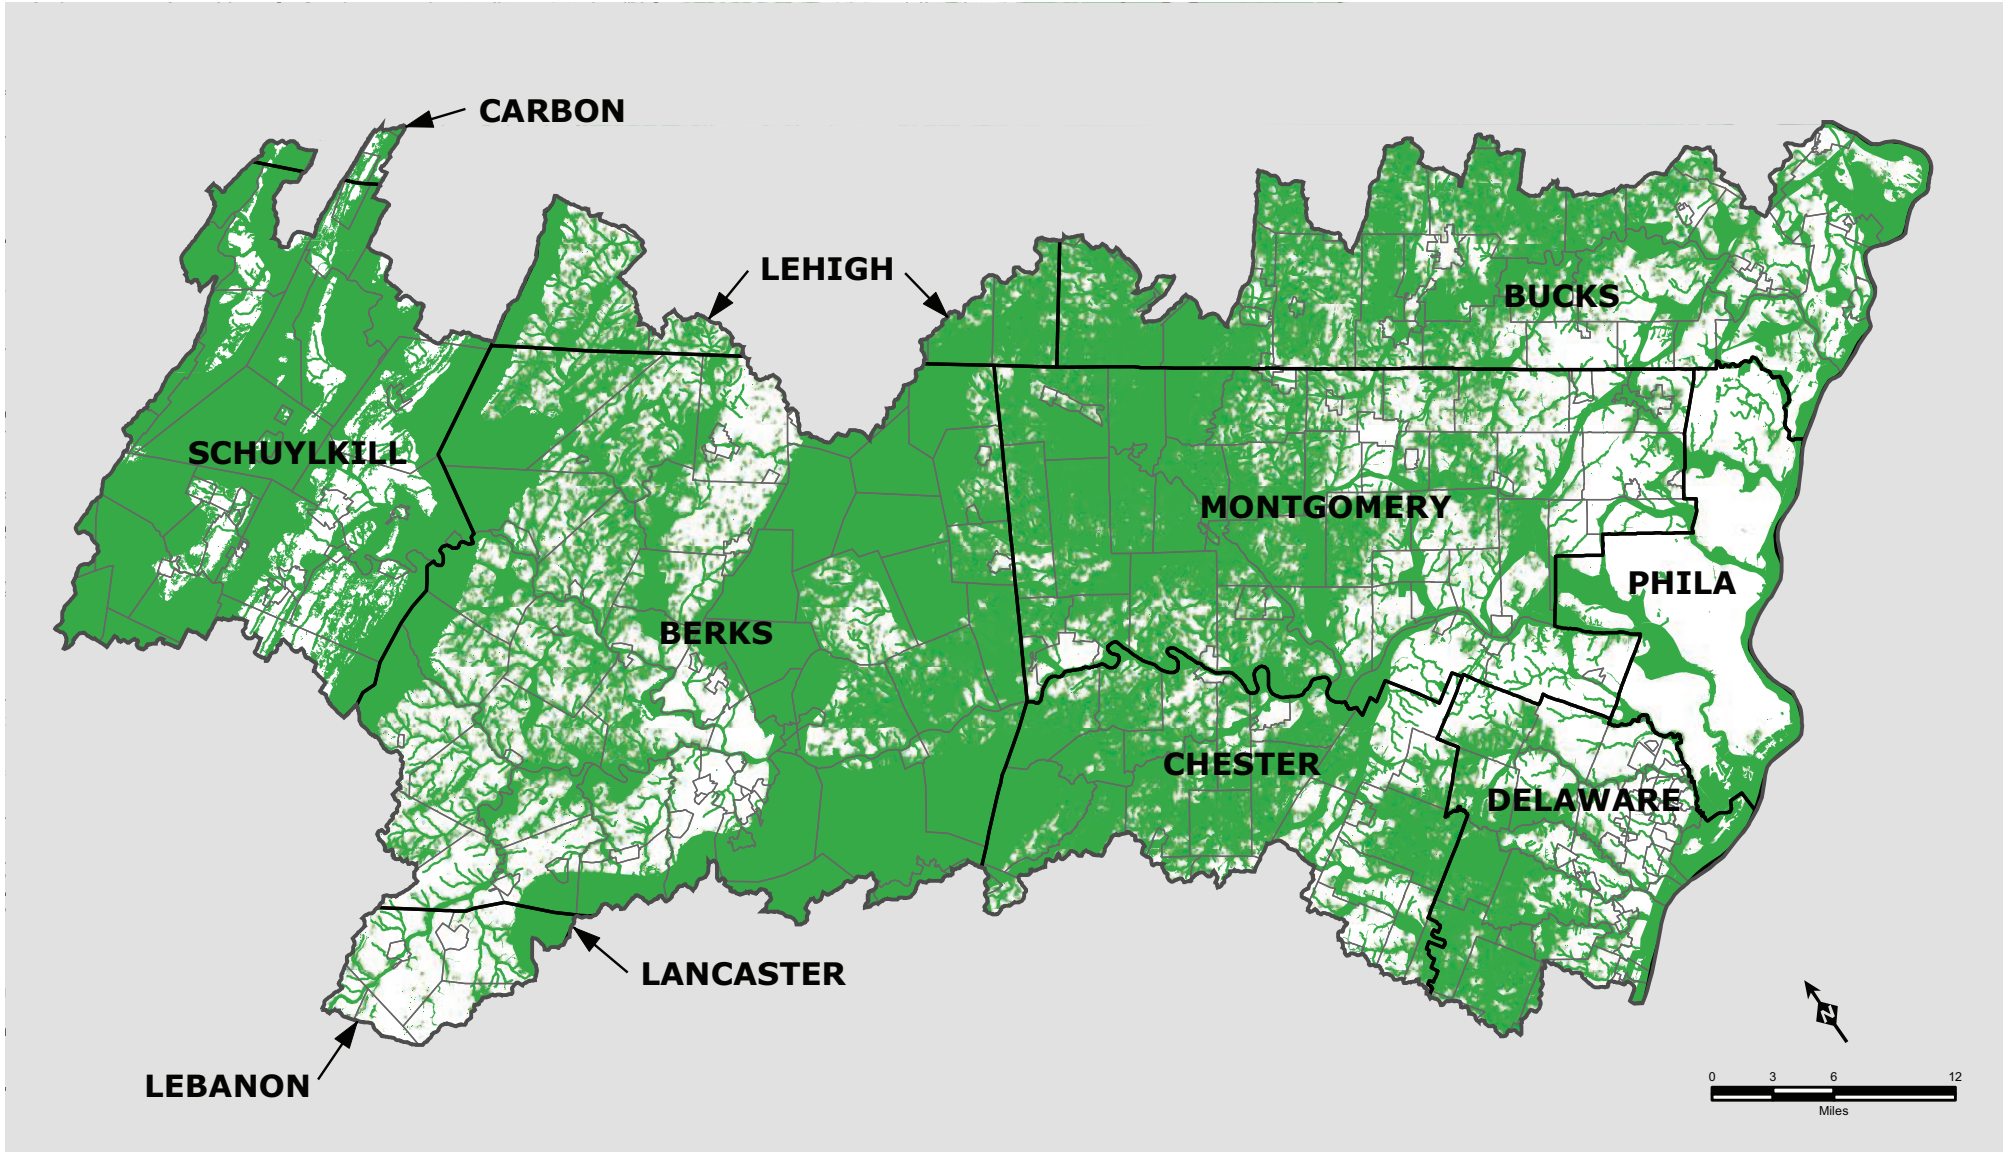 CARBON
LEHIGH
BUCKS
SCHUYLKILL
MONTGOMERY
PHILA
BERKS
CHESTER
DELAWARE
LANCASTER
LEBANON
N
0 3 6 12
Miles